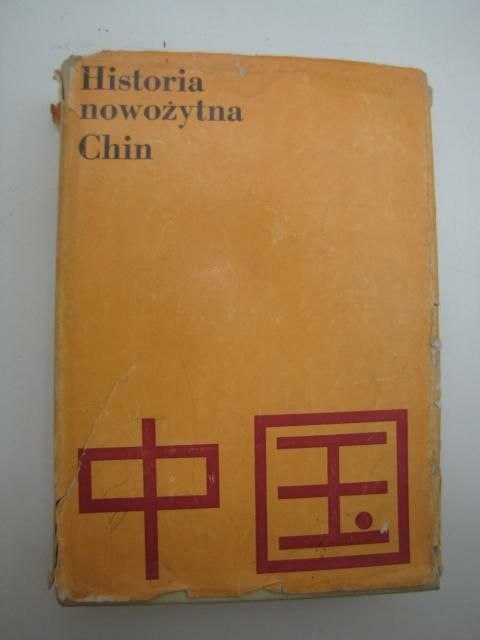 Historia
nowożytna
Chin
中国